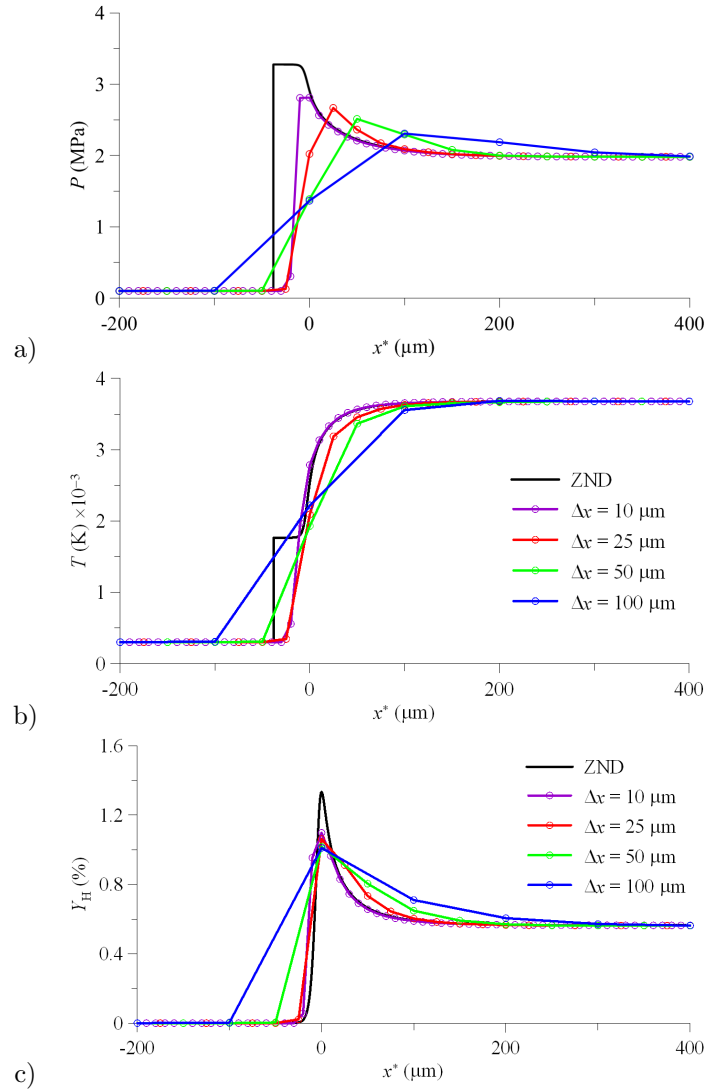 4
3
2
1
0
P (MPa)
-200
0
200
400
x* (μm)
a)
4
3
2
1
0
T (K) ×10⁻³
ZND
Δx = 10 μm
Δx = 25 μm
Δx = 50 μm
Δx = 100 μm
-200
0
200
400
x* (μm)
b)
1.6
1.2
0.8
0.4
0
Y_H (%)
ZND
Δx = 10 μm
Δx = 25 μm
Δx = 50 μm
Δx = 100 μm
-200
0
200
400
x* (μm)
c)